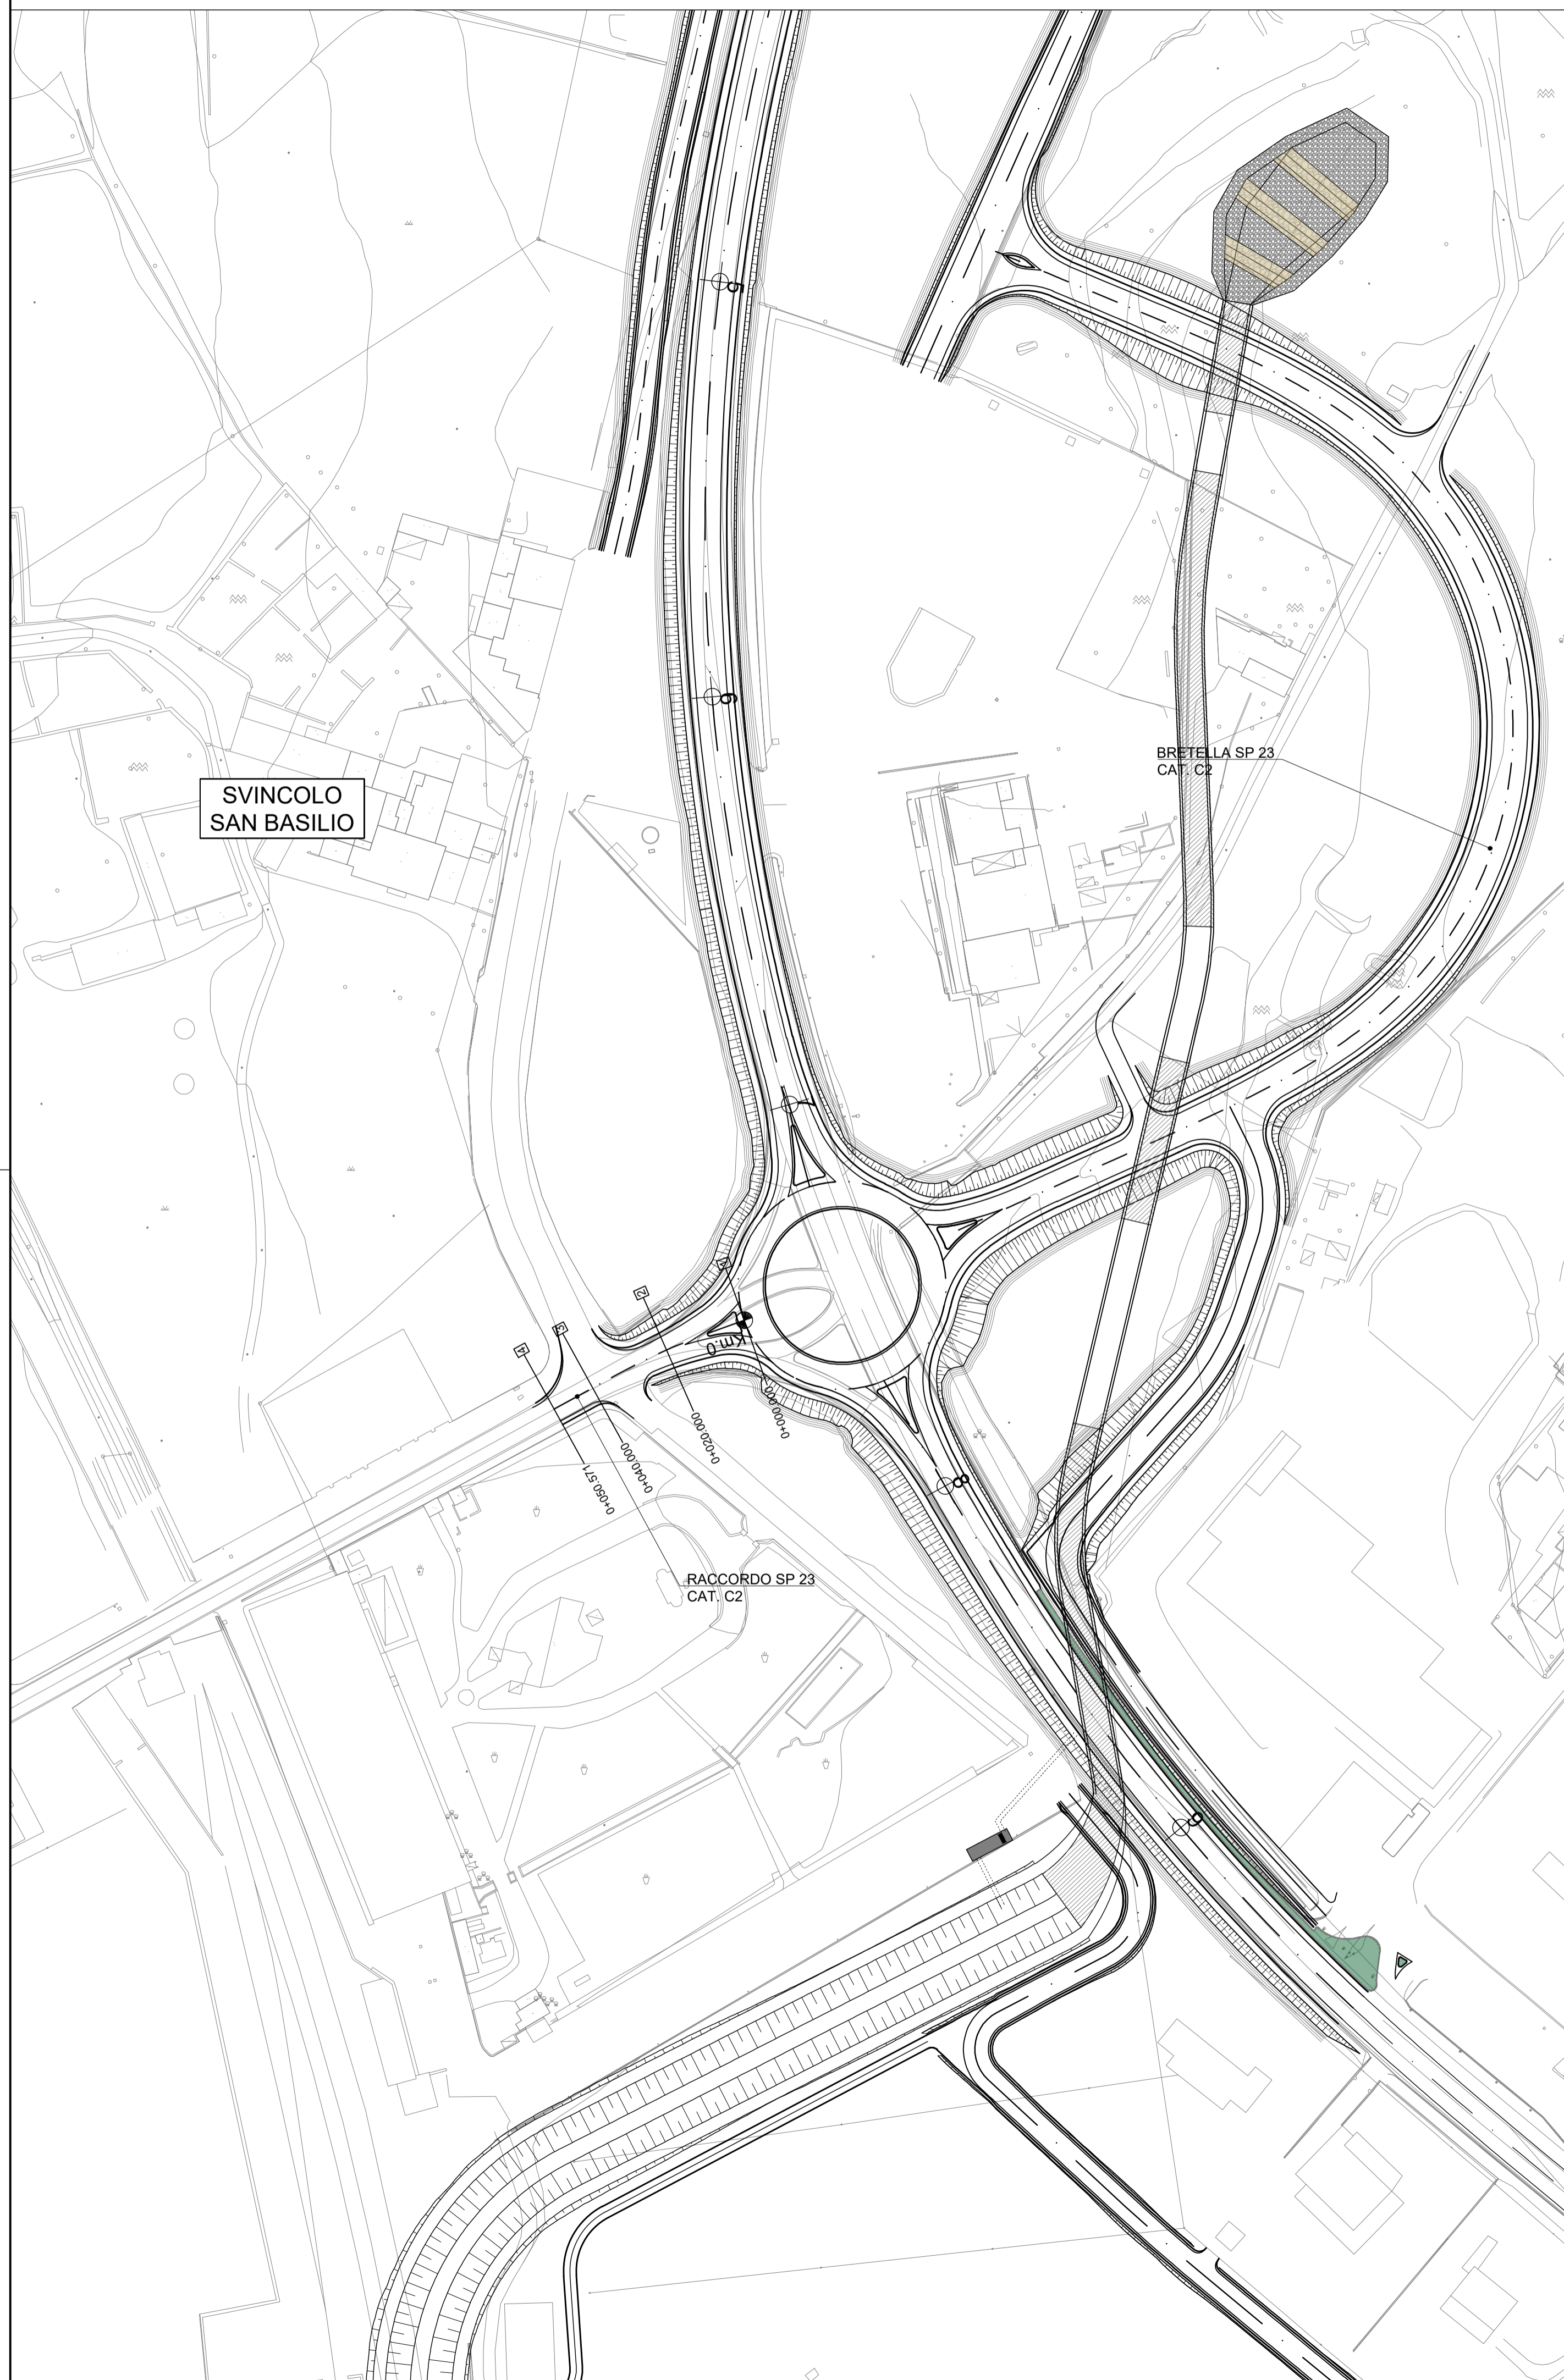 5
6
BRETELLA SP 23
CAT. C2
SVINCOLO
SAN BASILIO
7
1
2
3
4
Km.0
0+000.000
0+020.000
0+040.000
0+050.571
8
RACCORDO SP 23
CAT. C2
9